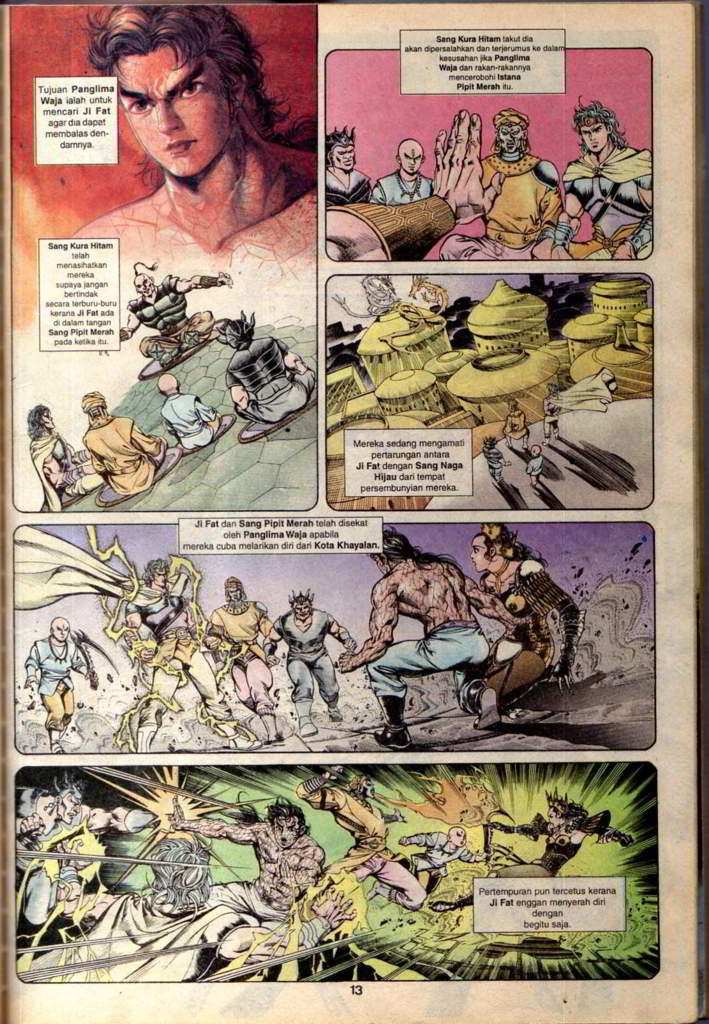 Tujuan Panglima
Waja ialah untuk
mencari Ji Fat
agar dia dapat
membalas den-
damnya.
Sang Kura Hitam
telah
menasihatkan
mereka
supaya jangan
bertindak
secara terburu-buru
kerana Ji Fat ada
di dalam tangan
Sang Pipit Merah
pada ketika itu.
Sang Kura Hitam takut dia
akan dipersalahkan dan terjerumus ke dalam
kesusahan jika Panglima
Waja dan rakan-rakannya
mencerobohi Istana
Pipit Merah itu.
Mereka sedang mengamati
pertarungan antara
Ji Fat dengan Sang Naga
Hijau dari tempat
persembunyian mereka.
Ji Fat dan Sang Pipit Merah telah disekat
oleh Panglima Waja apabila
mereka cuba melarikan diri dari Kota Khayalan.
Pertempuran pun tercetus kerana
Ji Fat enggan menyerah diri
dengan
begitu saja.
13